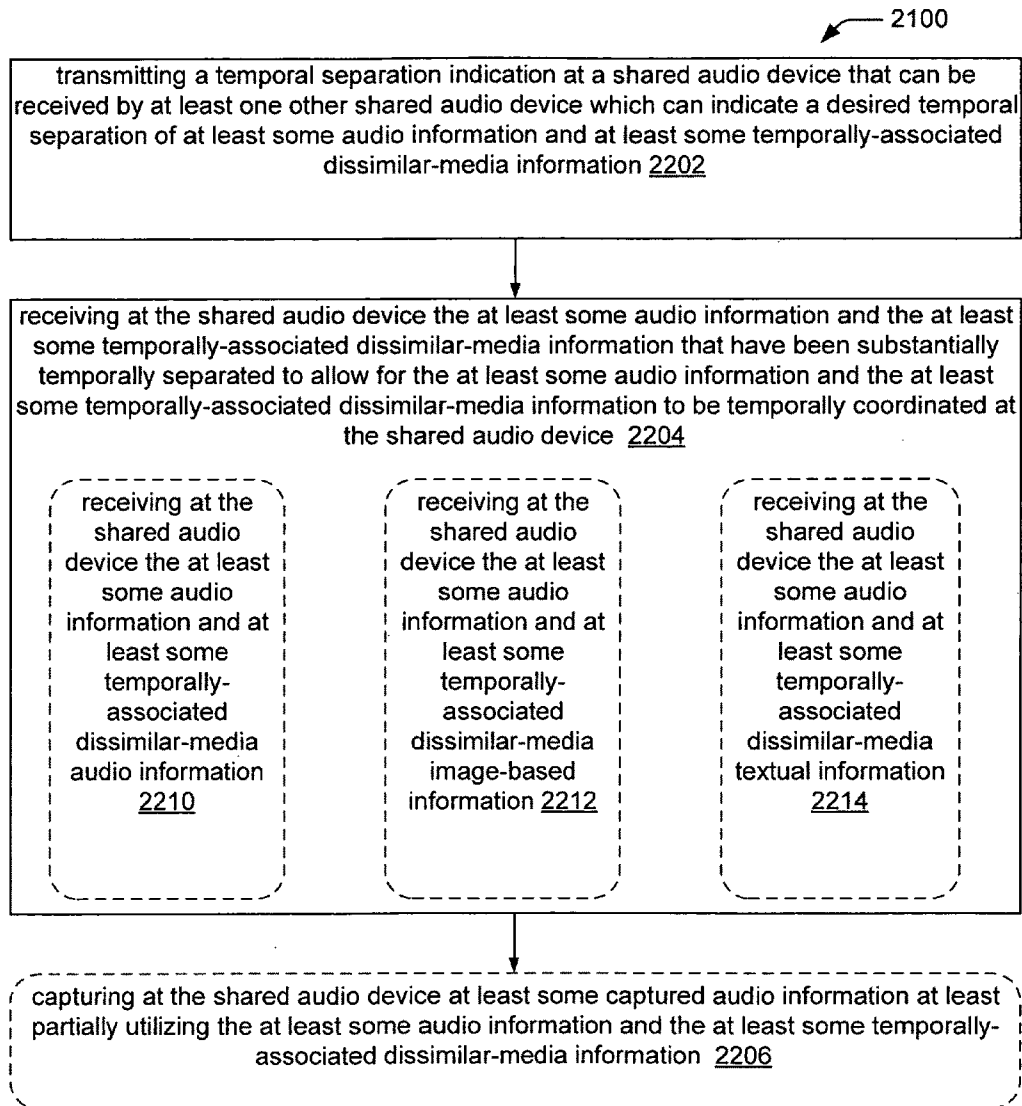 2100
transmitting a temporal separation indication at a shared audio device that can be
received by at least one other shared audio device which can indicate a desired temporal
separation of at least some audio information and at least some temporally-associated
dissimilar-media information 2202
receiving at the shared audio device the at least some audio information and the at least
some temporally-associated dissimilar-media information that have been substantially
temporally separated to allow for the at least some audio information and the at least
some temporally-associated dissimilar-media information to be temporally coordinated at
the shared audio device 2204
receiving at the
shared audio
device the at least
some audio
information and at
least some
temporally-
associated
dissimilar-media
audio information
2210
receiving at the
shared audio
device the at least
some audio
information and at
least some
temporally-
associated
dissimilar-media
image-based
information 2212
receiving at the
shared audio
device the at least
some audio
information and at
least some
temporally-
associated
dissimilar-media
textual information
2214
capturing at the shared audio device at least some captured audio information at least
partially utilizing the at least some audio information and the at least some temporally-
associated dissimilar-media information 2206